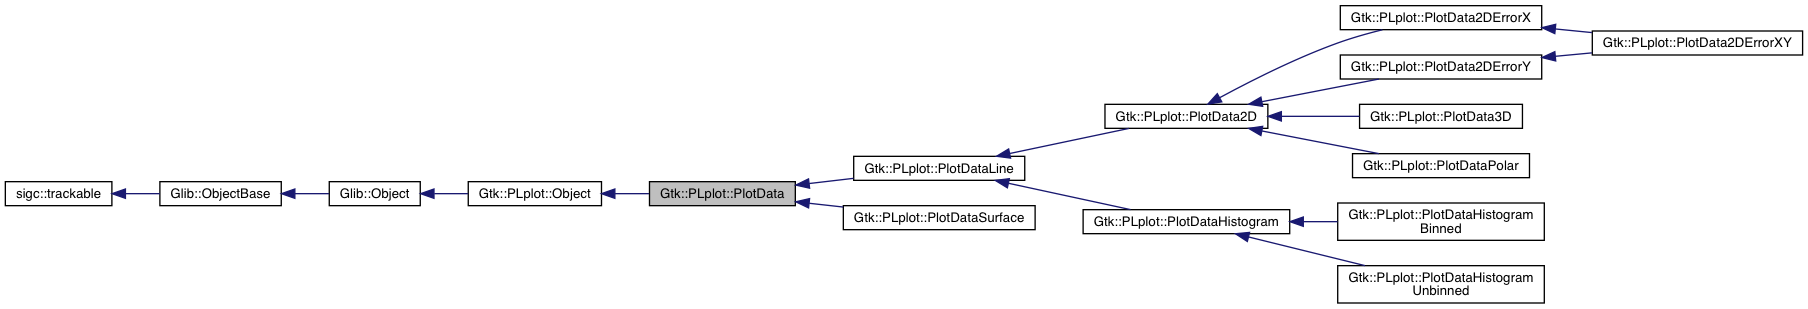 sigc::trackable
Glib::ObjectBase
Glib::Object
Gtk::PLplot::Object
Gtk::PLplot::PlotData
Gtk::PLplot::PlotDataLine
Gtk::PLplot::PlotDataSurface
Gtk::PLplot::PlotData2D
Gtk::PLplot::PlotDataHistogram
Gtk::PLplot::PlotData2DErrorX
Gtk::PLplot::PlotData2DErrorY
Gtk::PLplot::PlotData3D
Gtk::PLplot::PlotDataPolar
Gtk::PLplot::PlotDataHistogram
Binned
Gtk::PLplot::PlotDataHistogram
Unbinned
Gtk::PLplot::PlotData2DErrorXY